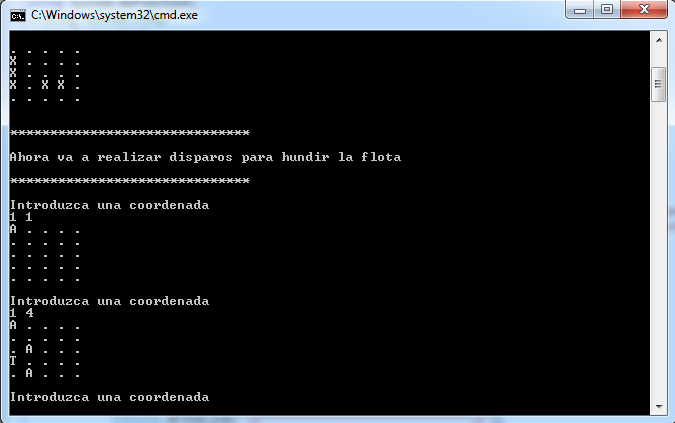 C:\Windows\system32\cmd.exe
. . . . .
X . . . .
X . . . .
X . X X .
. . . . .
******************************
Ahora va a realizar disparos para hundir la flota
******************************
Introduzca una coordenada
1 1
A . . . .
. . . . .
. . . . .
. . . . .
. . . . .
Introduzca una coordenada
1 4
A . . . .
. . . . .
. A . . .
T . . . .
. A . . .
Introduzca una coordenada